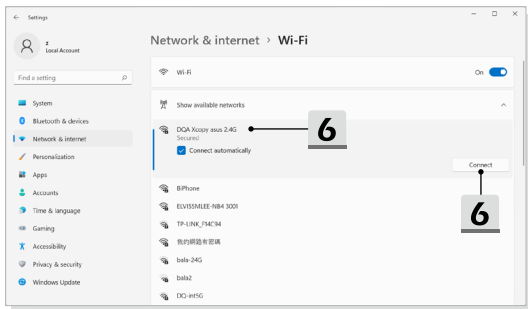 Settings
z
Local Account
Find a setting
System
Bluetooth & devices
Network & internet
Personalization
Apps
Accounts
Time & language
Gaming
Accessibility
Privacy & security
Windows Update
Network & internet > Wi-Fi
Wi-Fi
On
Show available networks
DQA Xcopy asus 2.4G
Secured
Connect automatically
6
Connect
6
BiPhone
ELVISSMLEE-NB4 3001
TP-LINK_F14C94
我的網路有密碼
bala-24G
bala2
DQ-int5G